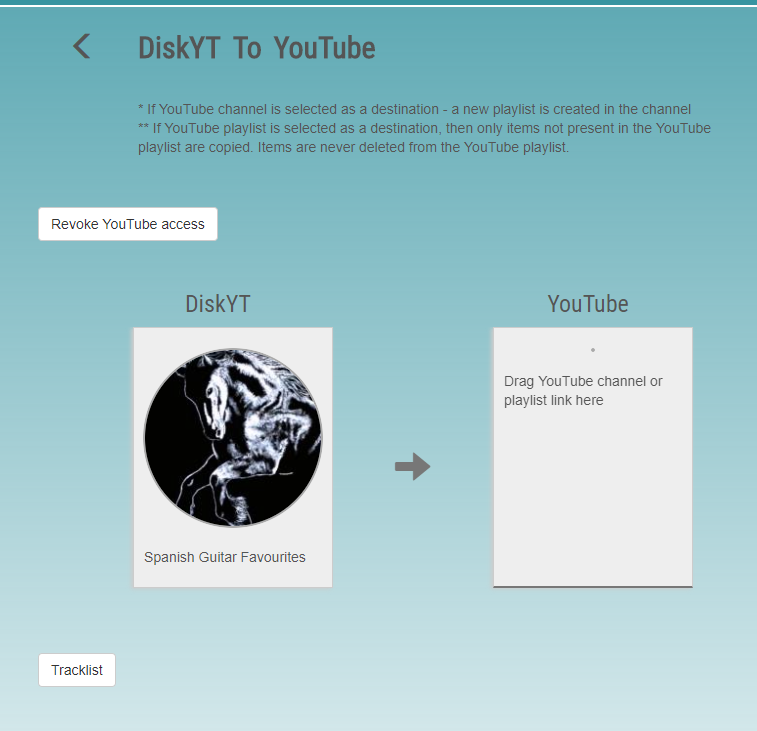 DiskYT To YouTube
* If YouTube channel is selected as a destination - a new playlist is created in the channel
** If YouTube playlist is selected as a destination, then only items not present in the YouTube
playlist are copied. Items are never deleted from the YouTube playlist.
Revoke YouTube access
DiskYT
YouTube
Drag YouTube channel or
playlist link here
Spanish Guitar Favourites
Tracklist